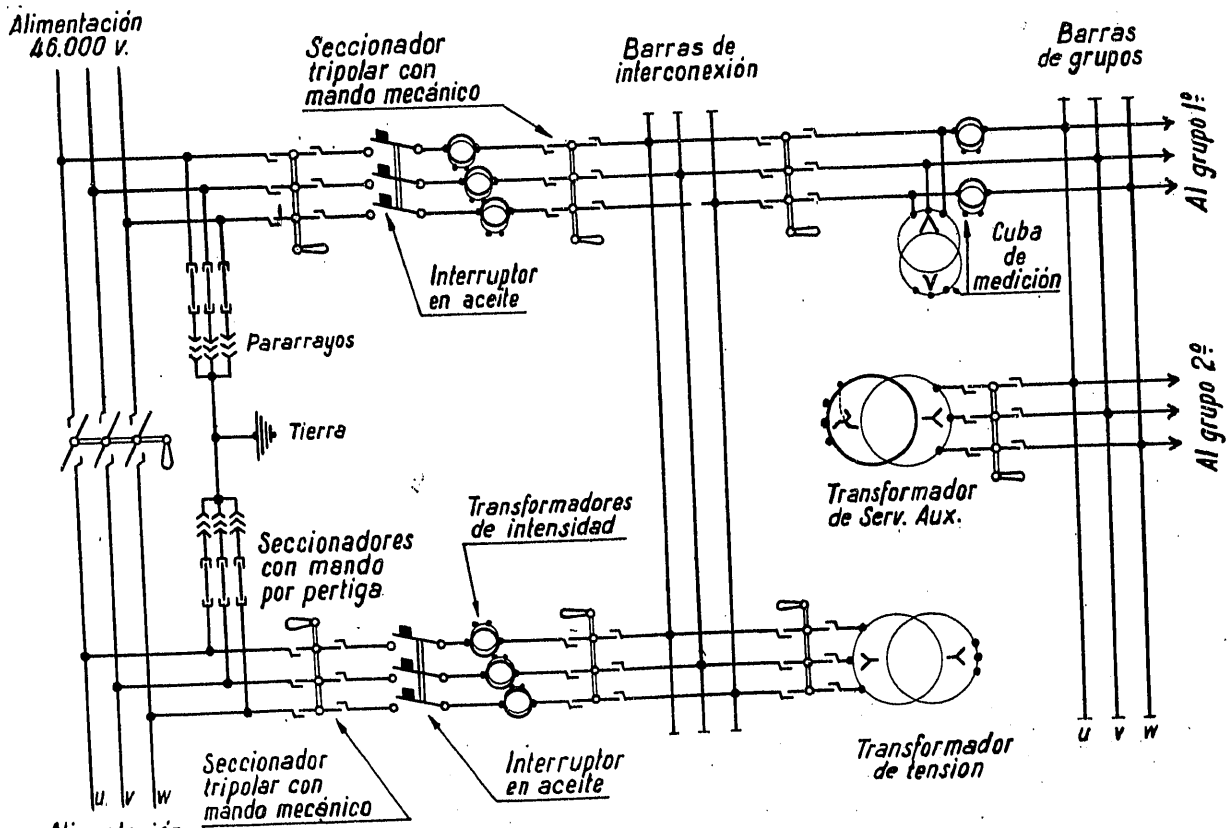 Alimentación
46.000 v.
Seccionador
tripolar con
mando mecánico
Barras de
interconexión
Barras
de grupos
Al grupo 1º
Interruptor
en aceite
Cuba
de
medición
Pararrayos
Tierra
Al grupo 2º
Transformador
de Serv. Aux.
Transformadores
de intensidad
Seccionadores
con mando
por pertiga
Transformador
de tension
u v w
Interruptor
en aceite
Seccionador
tripolar con
mando mecánico
u v w
Alimentación